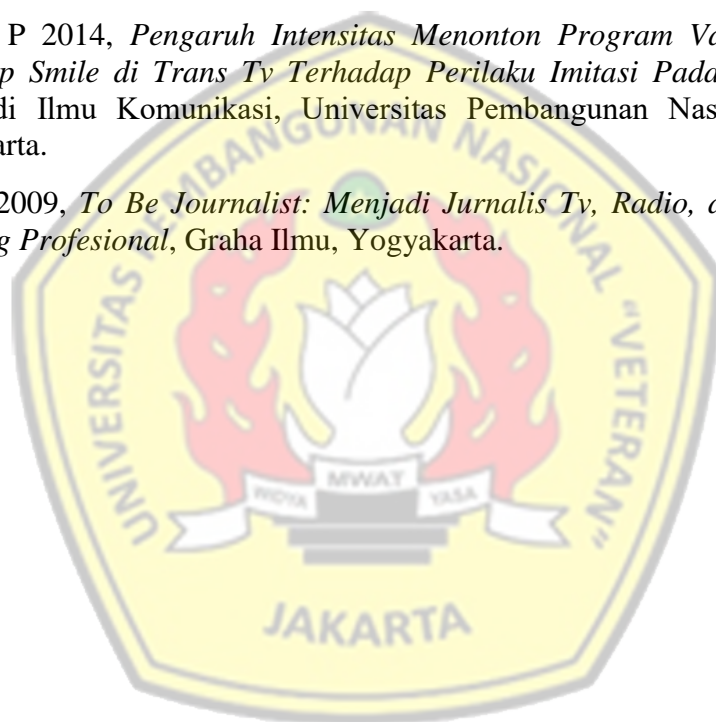 P 2014, Pengaruh Intensitas Menonton Program Va
p Smile di Trans Tv Terhadap Perilaku Imitasi Pada
di Ilmu Komunikasi, Universitas Pembangunan Nas
arta.
2009, To Be Journalist: Menjadi Jurnalis Tv, Radio, d
g Profesional, Graha Ilmu, Yogyakarta.
UNIVERSITAS PEMBANGUNAN NASIONAL "VETERAN"
WIDYA MWAT YASA
JAKARTA